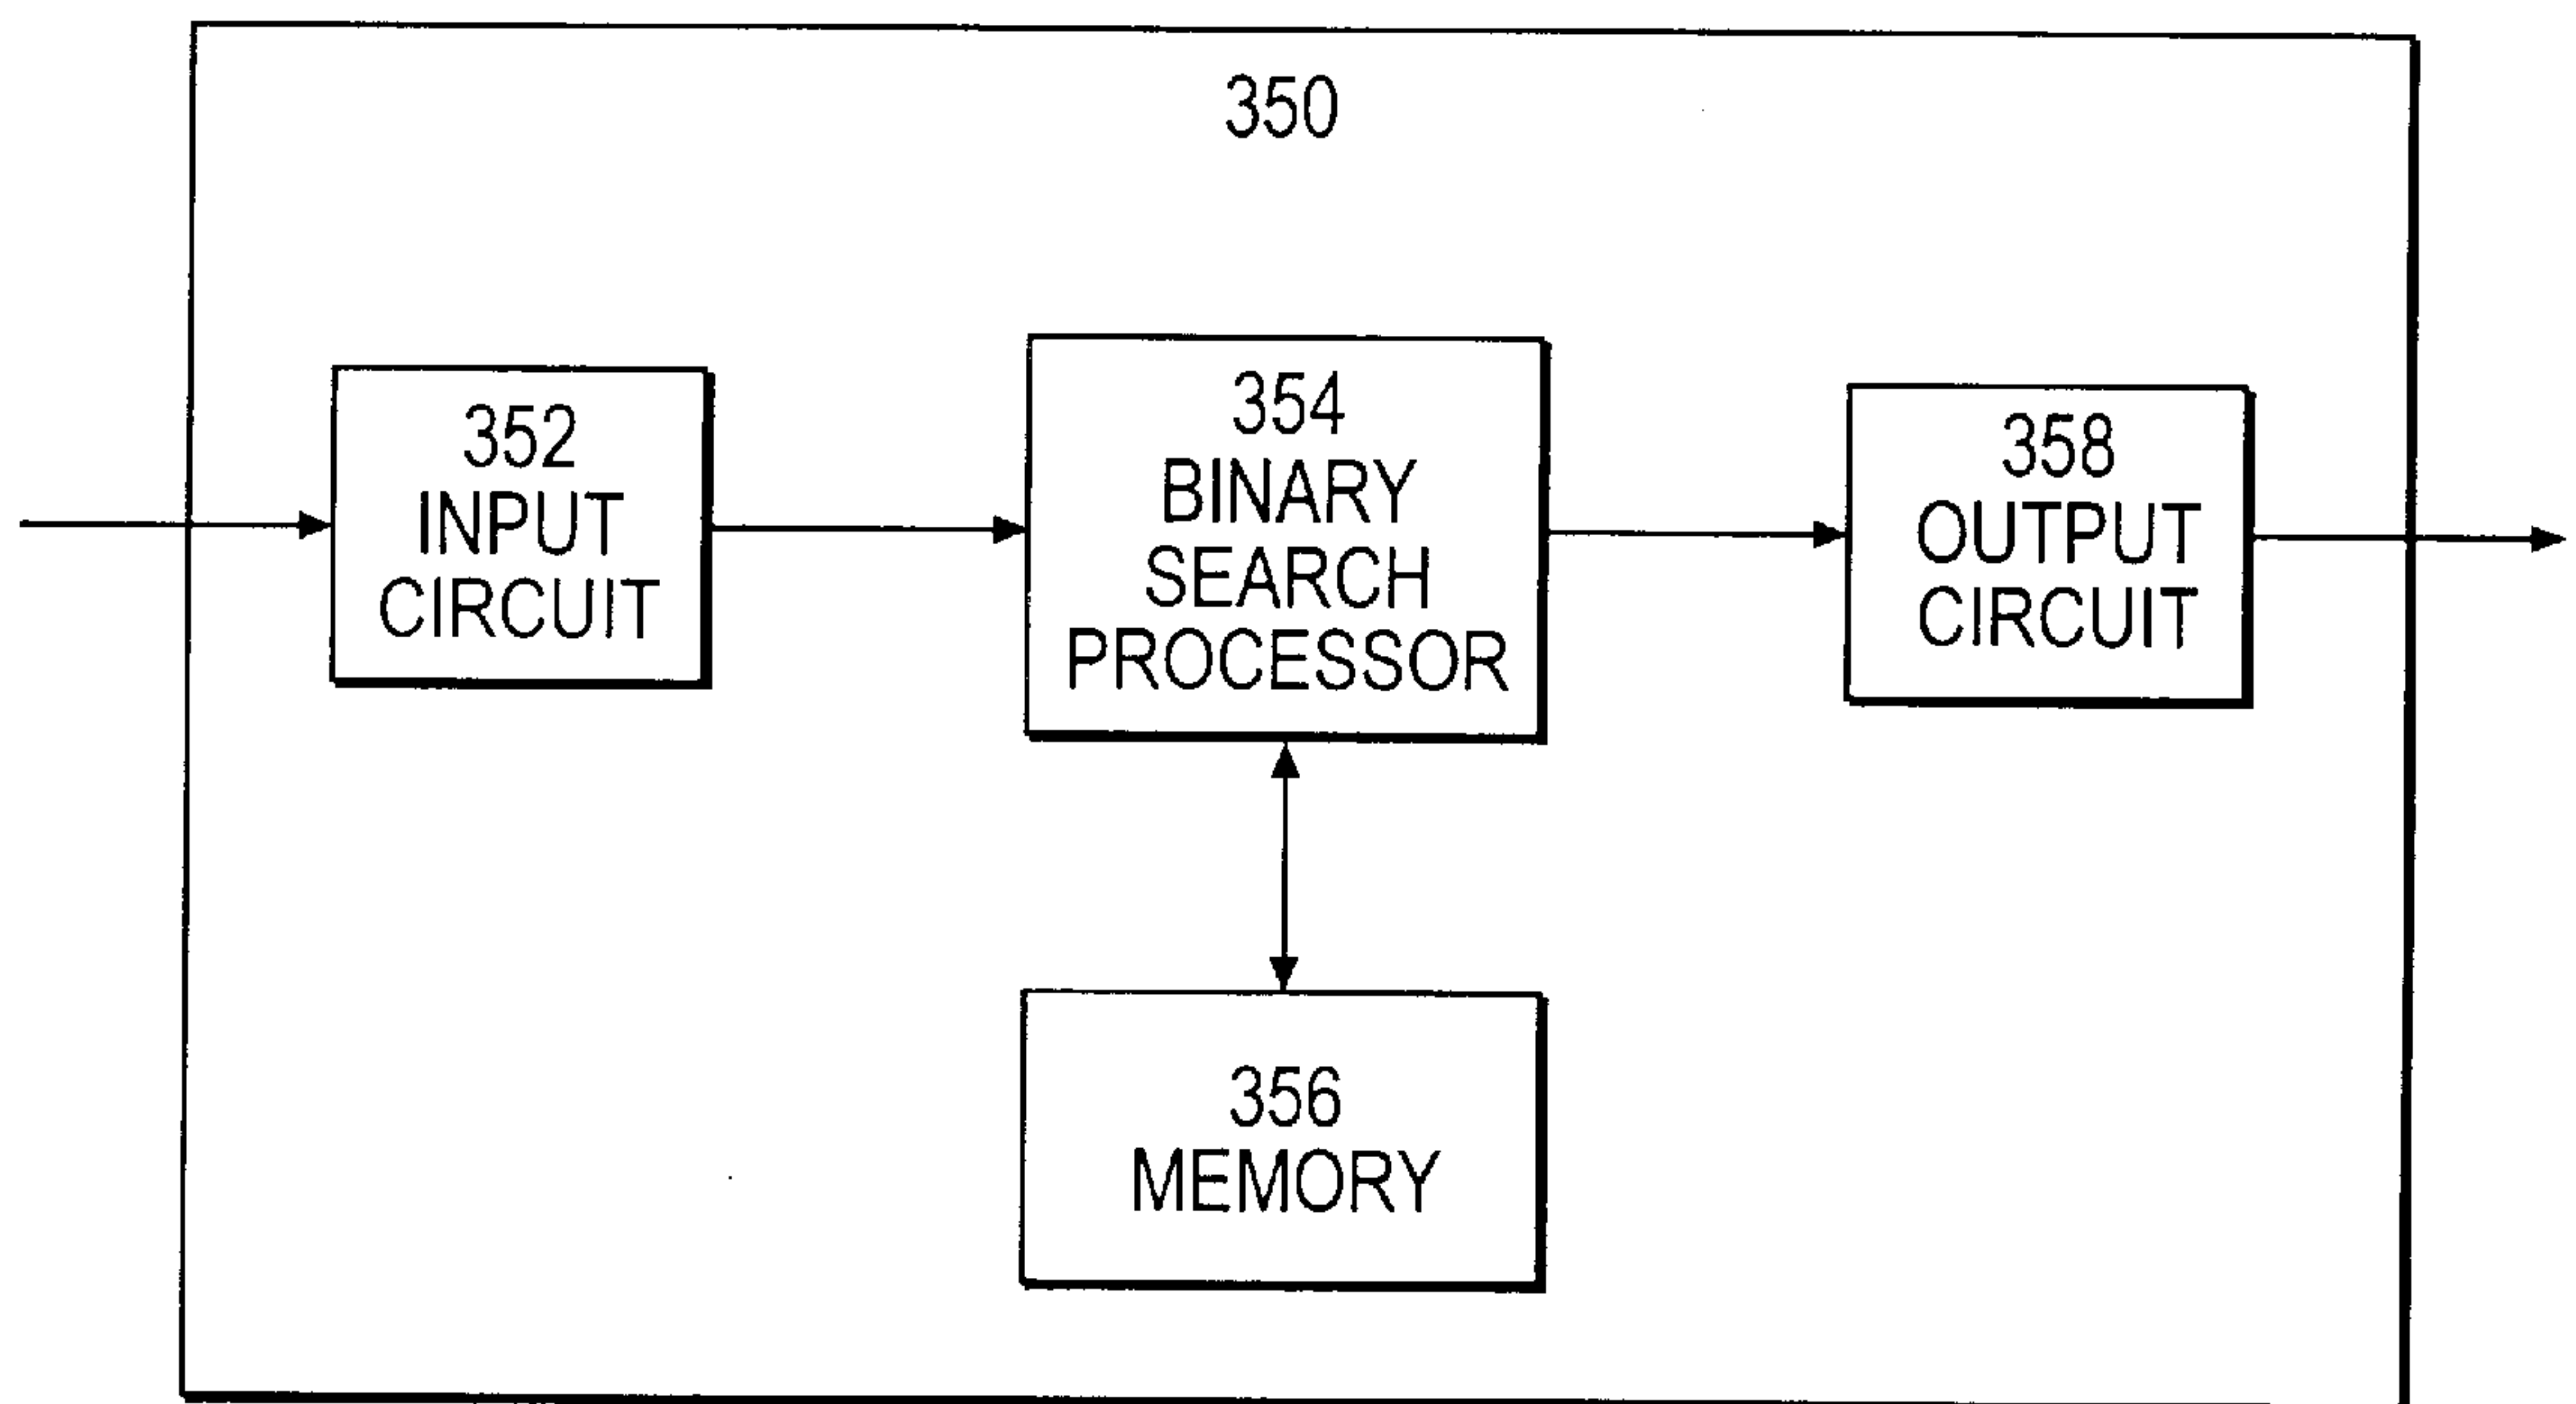 350
352
INPUT
CIRCUIT
354
BINARY
SEARCH
PROCESSOR
358
OUTPUT
CIRCUIT
356
MEMORY